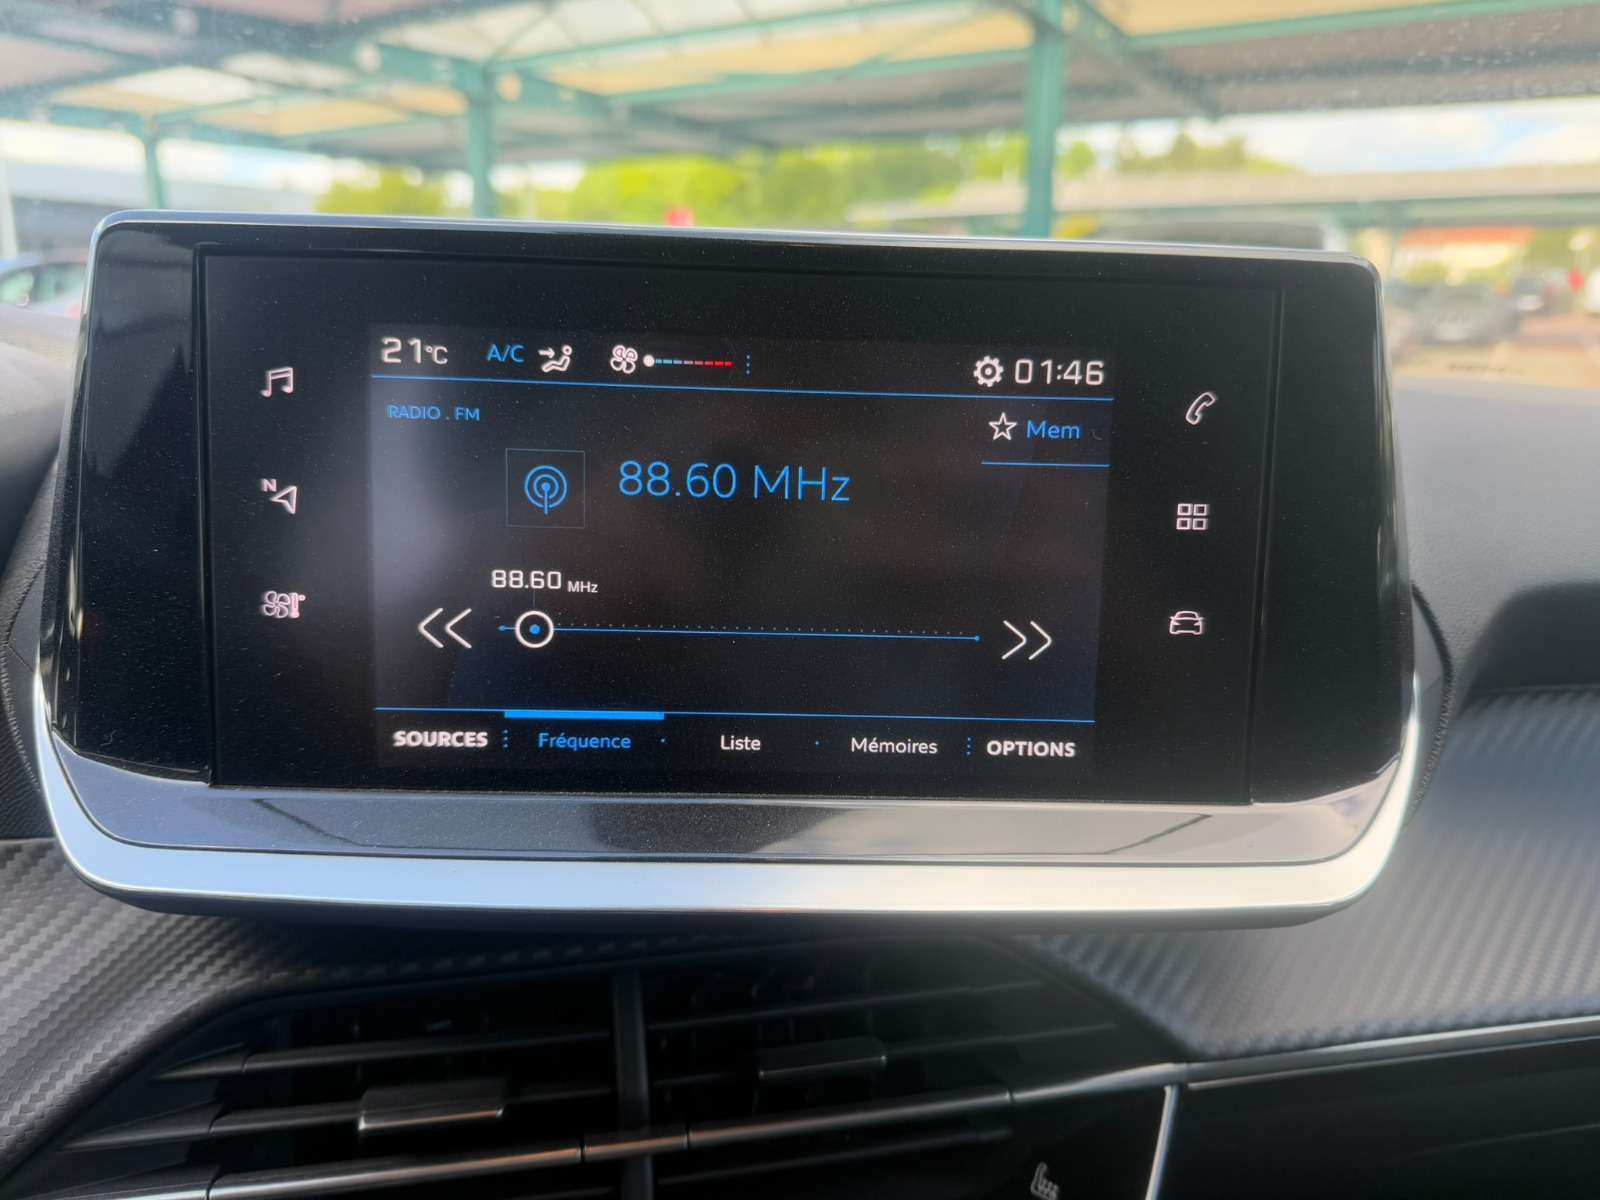 21°C A/C 01:46
RADIO . FM
Mem
88.60 MHz
88.60 MHz
N
SOURCES Fréquence Liste Mémoires OPTIONS